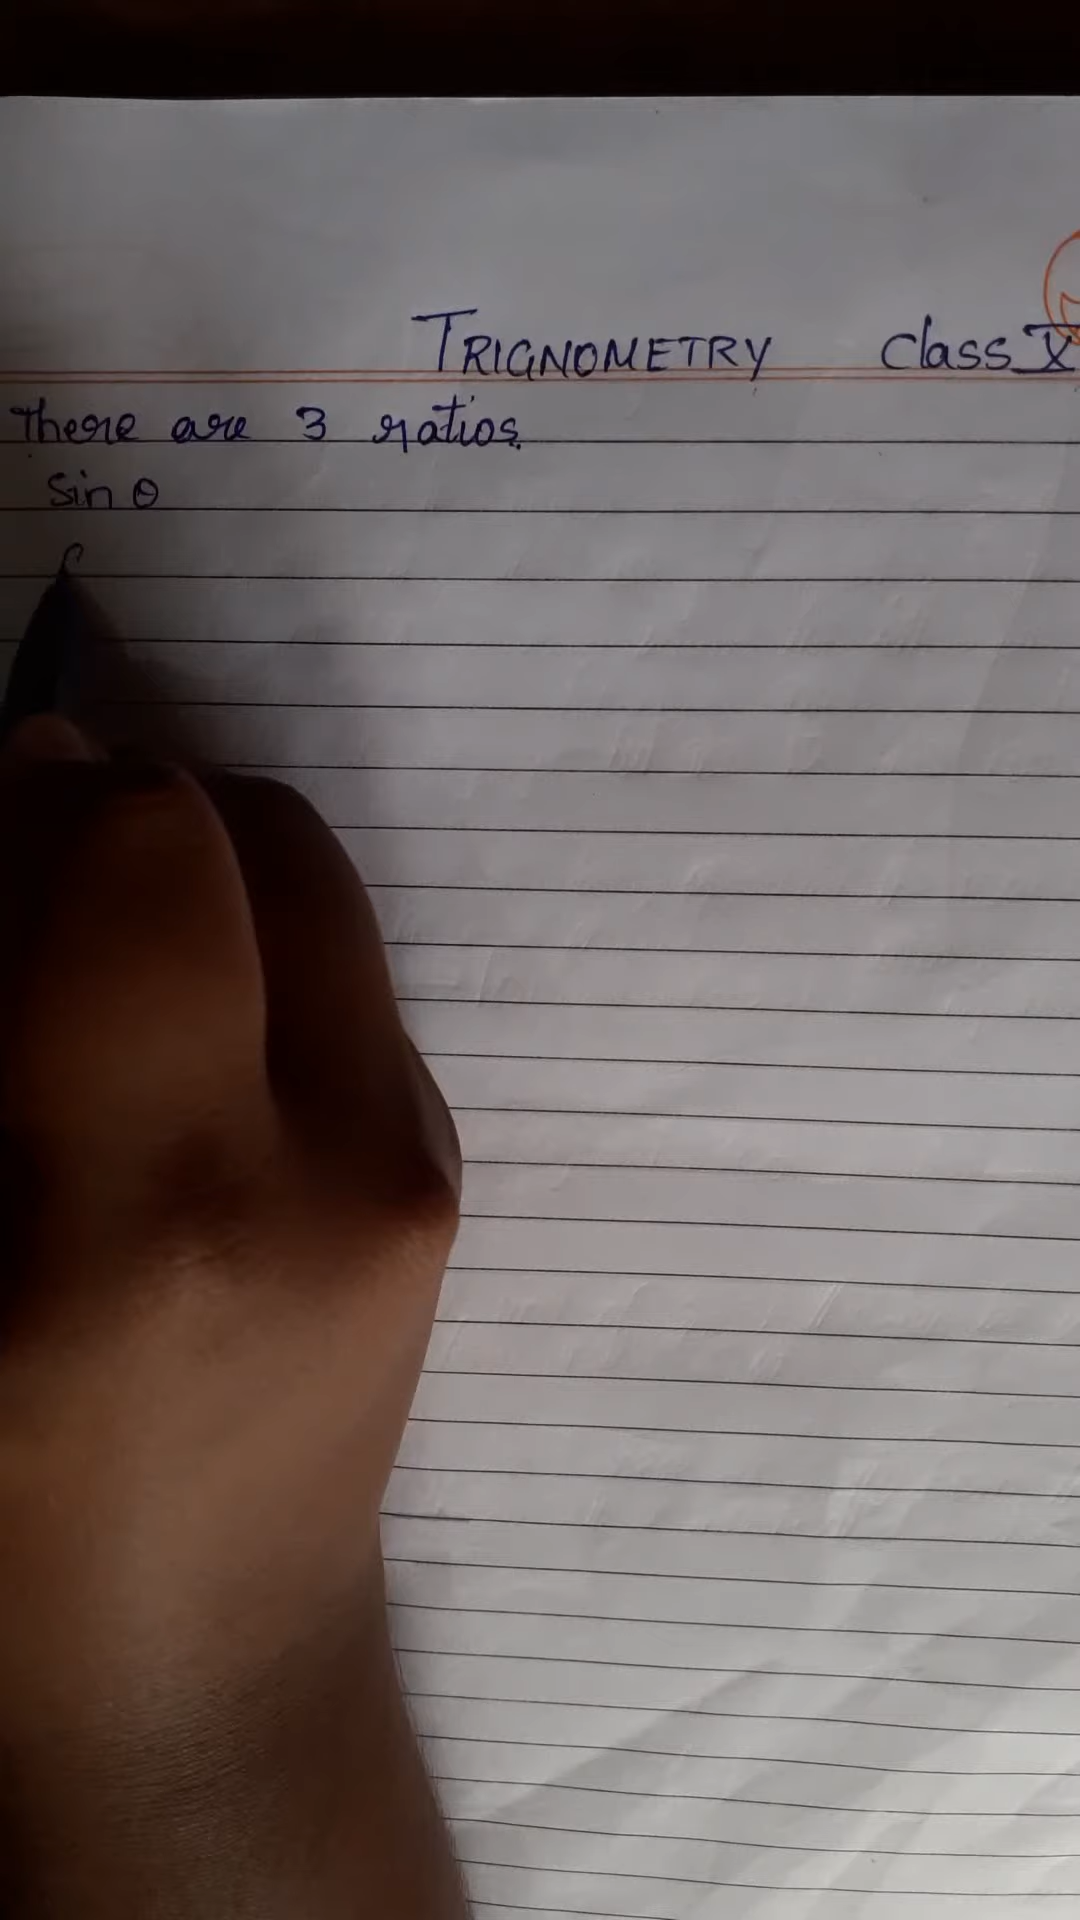 TRIGNOMETRY Class X
There are 3 ratios.
Sin θ